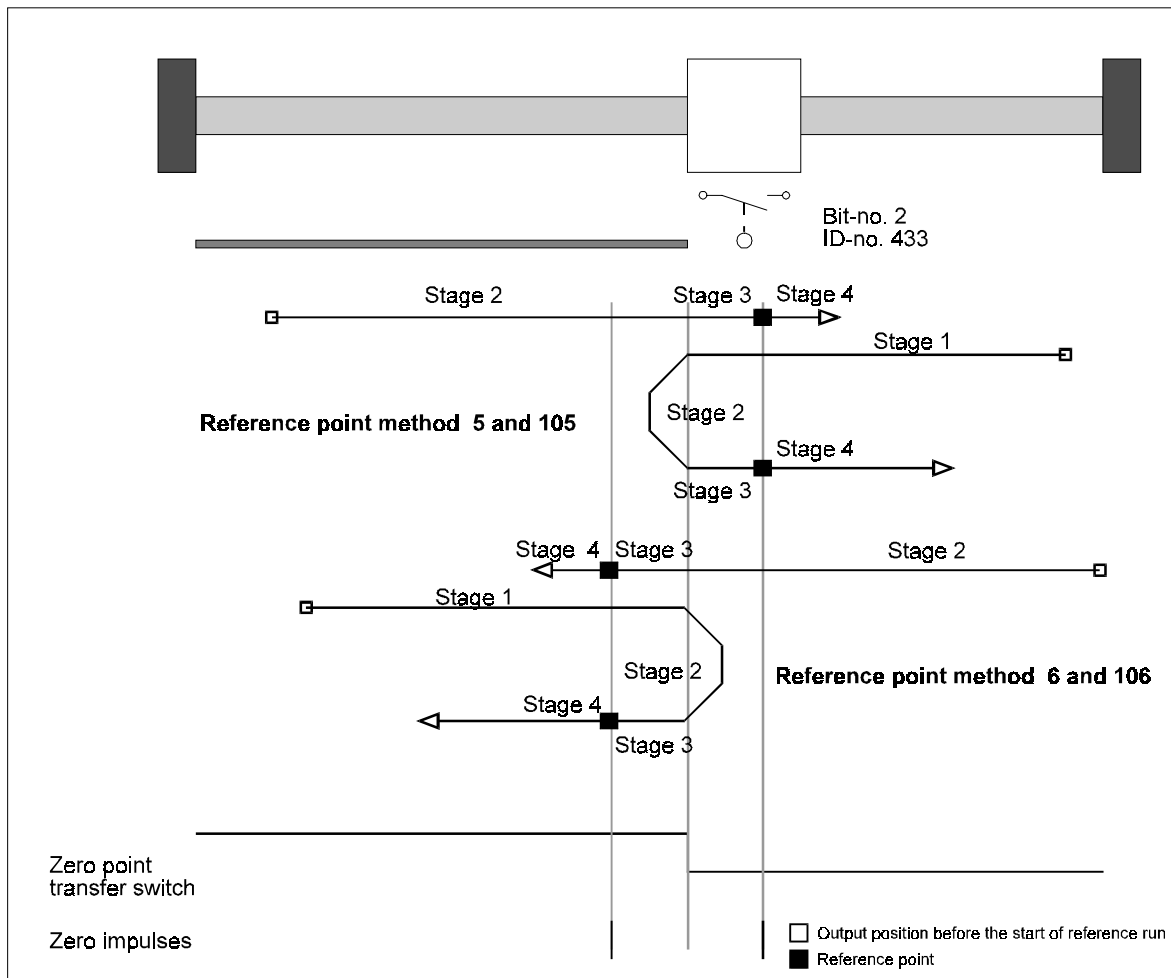 Bit-no. 2
ID-no. 433
Stage 2
Stage 3
Stage 4
Stage 1
Reference point method 5 and 105
Stage 2
Stage 4
Stage 3
Stage 4
Stage 3
Stage 2
Stage 1
Stage 2
Reference point method 6 and 106
Stage 4
Stage 3
Zero point
transfer switch
Zero impulses
Output position before the start of reference run
Reference point